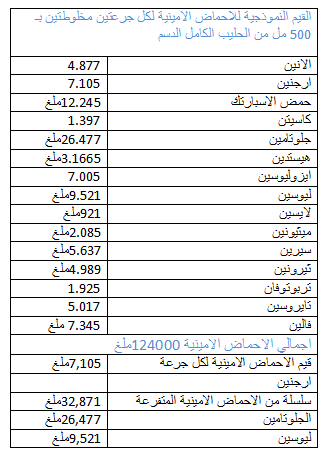 القيم النموذجية للاحماض الامينية لكل جرعتين مخلوطتين بـ
500 مل من الحليب الكامل الدسم
الانين 4.877
ارجنين 7.105
حمض الاسبارتك 12.245ملغ
كاسيتن 1.397
جلوتامين 26.477ملغ
هيستدين 3.1665ملغ
ايزوليوسين 7.005
ليوسين 9.521ملغ
لايسين 921ملغ
ميثيونين 2.085ملغ
سيرين 5.637ملغ
ثيرونين 4.989ملغ
تربوتوفان 1.925
تايروسين 5.017
فالين 7.345 ملغ
اجمالي الاحماض الامينية 124000ملغ
قيم الاحماض الامينية لكل جرعة 7,105ملغ
ارجنين
سلسلة من الاحماض الامينية المتفرعة 32,871ملغ
الجلوتامين 26,477ملغ
ليوسين 9,521ملغ